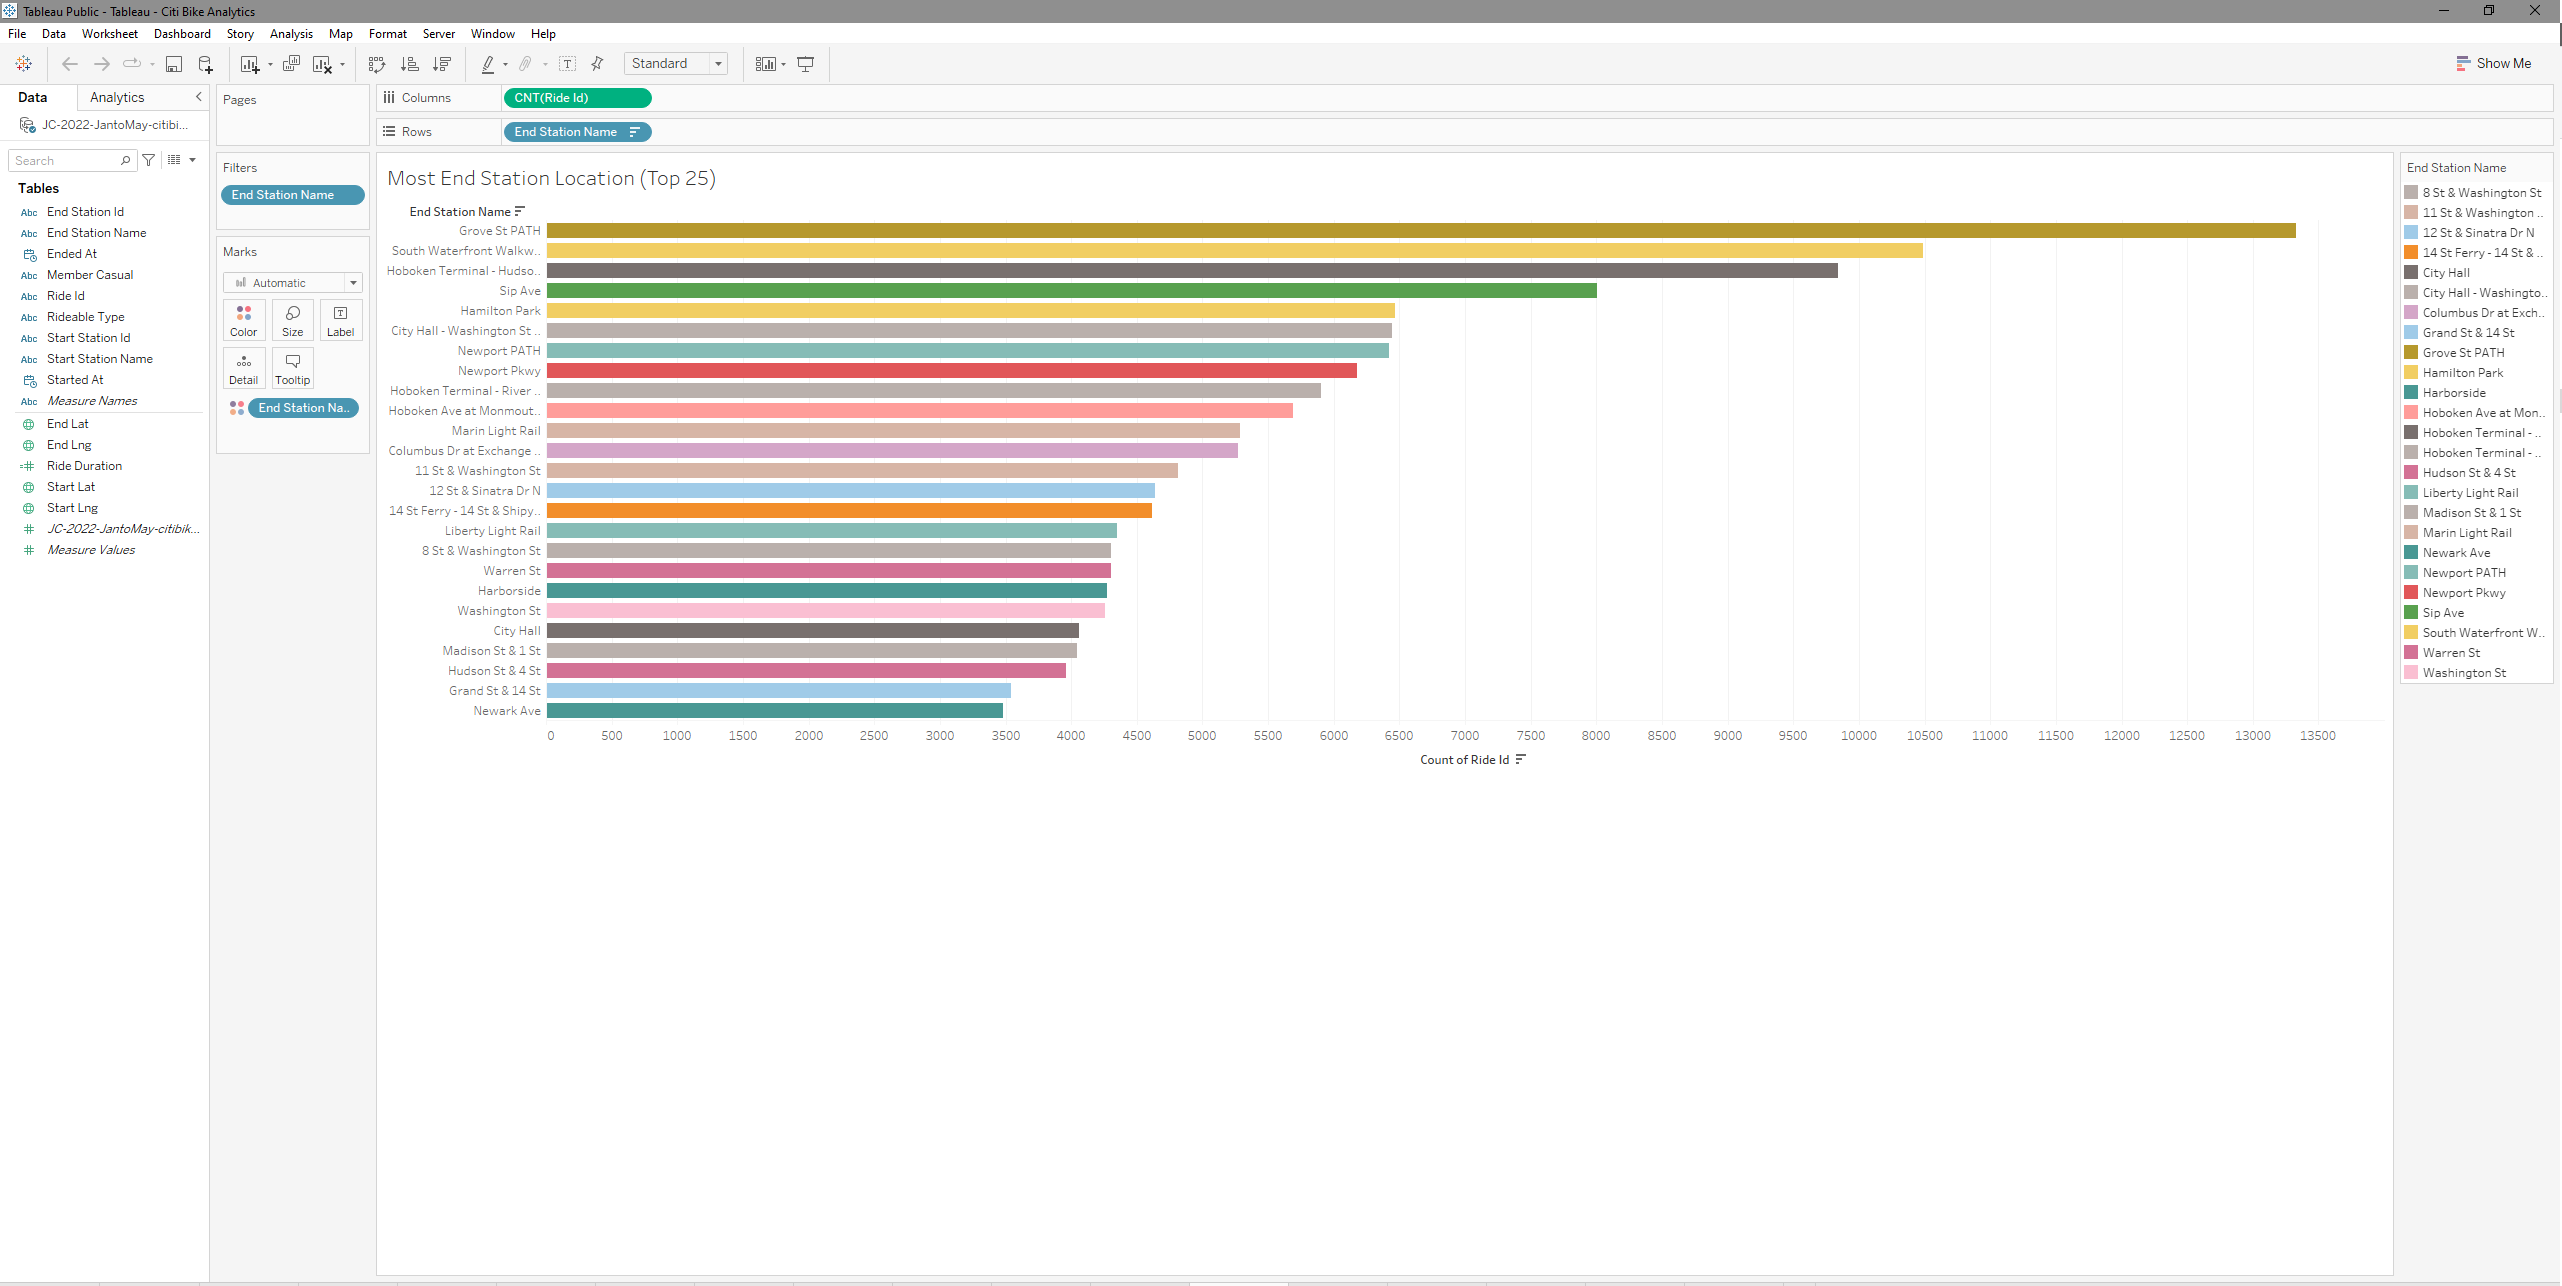 Tableau Public - Tableau - Citi Bike Analytics
File Data Worksheet Dashboard Story Analysis Map Format Server Window Help
Standard
Show Me
Data Analytics
JC-2022-JantoMay-citibi...
Search
Tables
Abc End Station Id
Abc End Station Name
Ended At
Abc Member Casual
Abc Ride Id
Abc Rideable Type
Abc Start Station Id
Abc Start Station Name
Started At
Abc Measure Names
End Lat
End Lng
=# Ride Duration
Start Lat
Start Lng
# JC-2022-JantoMay-citibik...
# Measure Values
Pages
Filters
End Station Name
Marks
Automatic
Color Size Label
Detail Tooltip
End Station Na..
Columns CNT(Ride Id)
Rows End Station Name
Most End Station Location (Top 25)
End Station Name
Grove St PATH
South Waterfront Walkw..
Hoboken Terminal - Hudso..
Sip Ave
Hamilton Park
City Hall - Washington St ..
Newport PATH
Newport Pkwy
Hoboken Terminal - River ..
Hoboken Ave at Monmout..
Marin Light Rail
Columbus Dr at Exchange ..
11 St & Washington St
12 St & Sinatra Dr N
14 St Ferry - 14 St & Shipy..
Liberty Light Rail
8 St & Washington St
Warren St
Harborside
Washington St
City Hall
Madison St & 1 St
Hudson St & 4 St
Grand St & 14 St
Newark Ave
0 500 1000 1500 2000 2500 3000 3500 4000 4500 5000 5500 6000 6500 7000 7500 8000 8500 9000 9500 10000 10500 11000 11500 12000 12500 13000 13500
Count of Ride Id
End Station Name
8 St & Washington St
11 St & Washington ..
12 St & Sinatra Dr N
14 St Ferry - 14 St & ..
City Hall
City Hall - Washingto..
Columbus Dr at Exch..
Grand St & 14 St
Grove St PATH
Hamilton Park
Harborside
Hoboken Ave at Mon..
Hoboken Terminal - ..
Hoboken Terminal - ..
Hudson St & 4 St
Liberty Light Rail
Madison St & 1 St
Marin Light Rail
Newark Ave
Newport PATH
Newport Pkwy
Sip Ave
South Waterfront W..
Warren St
Washington St